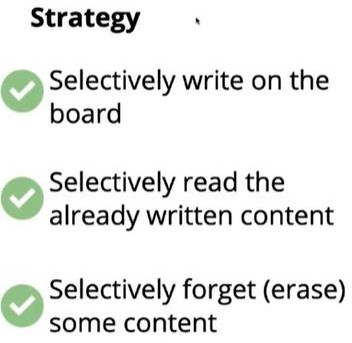 Strategy
Selectively write on the
board
Selectively read the
already written content
Selectively forget (erase)
some content